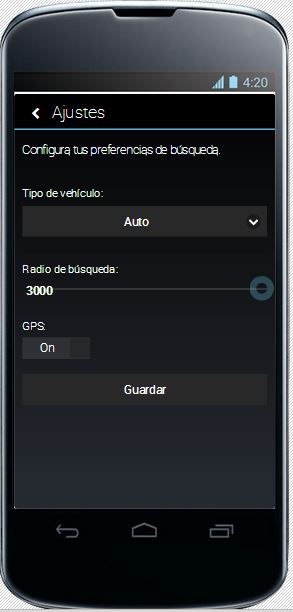 4:20
Ajustes
Configura tus preferencias de búsqueda.
Tipo de vehículo:
Auto
Radio de búsqueda:
3000
GPS:
On
Guardar